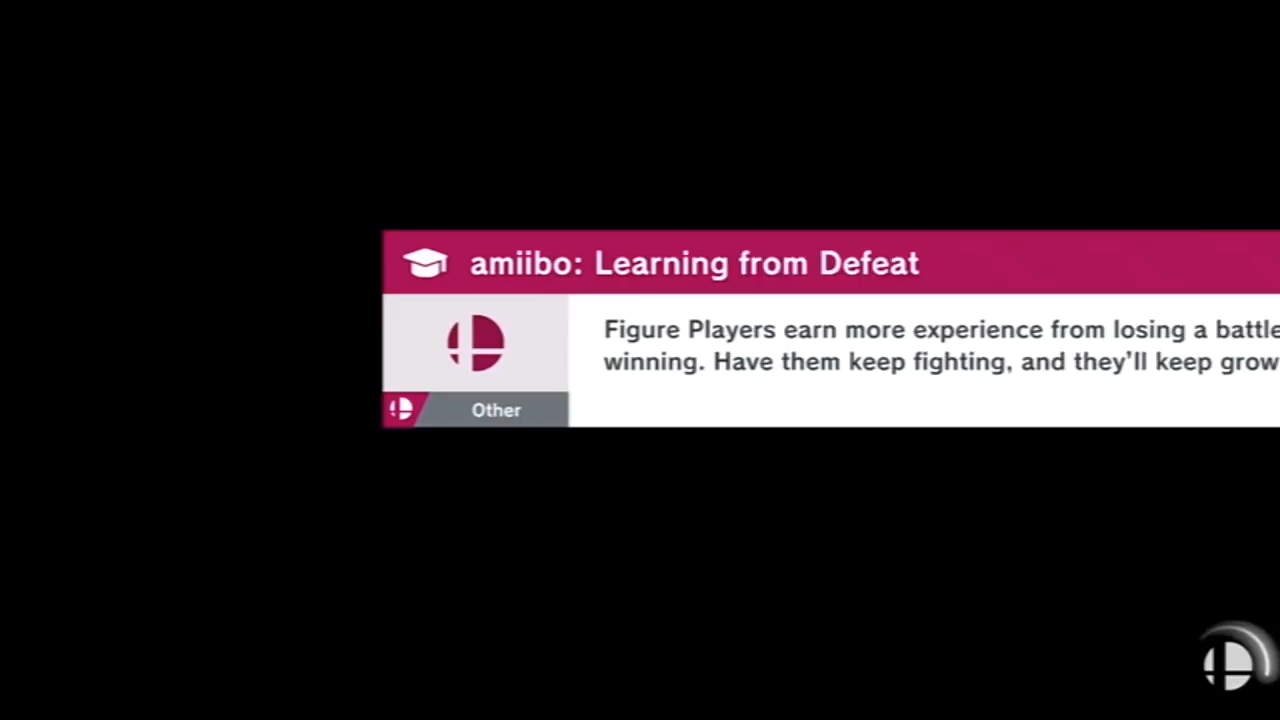 amiibo: Learning from Defeat
Figure Players earn more experience from losing a battle
winning. Have them keep fighting, and they'll keep grow
Other